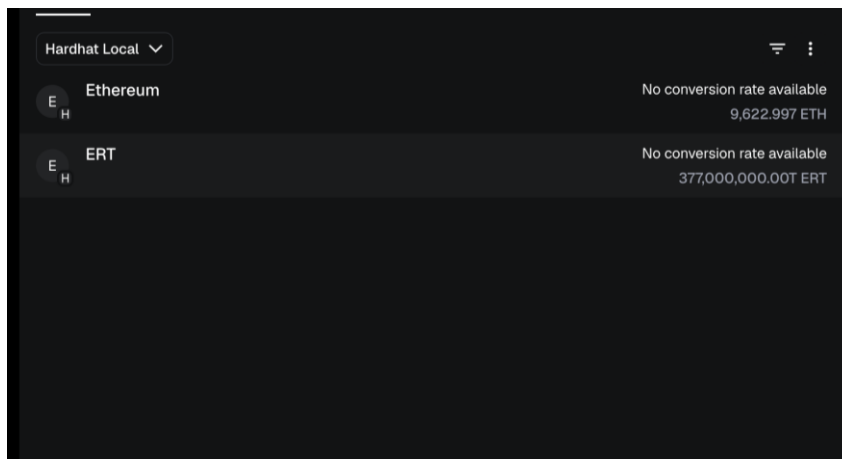 Hardhat Local
E
H
Ethereum
No conversion rate available
9,622.997 ETH
E
H
ERT
No conversion rate available
377,000,000.00T ERT